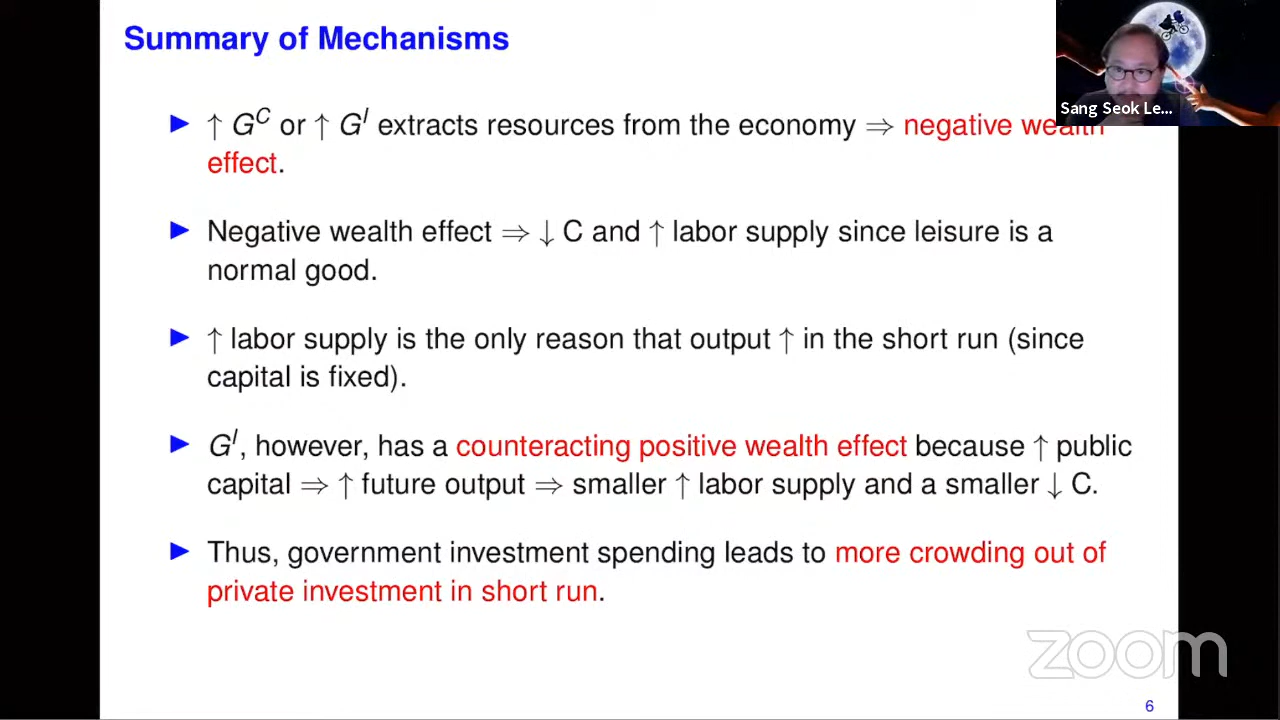 Summary of Mechanisms
▶ ↑ G^C or ↑ G^I extracts resources from the economy ⇒ negative wealth
effect.
▶ Negative wealth effect ⇒ ↓ C and ↑ labor supply since leisure is a
normal good.
▶ ↑ labor supply is the only reason that output ↑ in the short run (since
capital is fixed).
▶ G^I, however, has a counteracting positive wealth effect because ↑ public
capital ⇒ ↑ future output ⇒ smaller ↑ labor supply and a smaller ↓ C.
▶ Thus, government investment spending leads to more crowding out of
private investment in short run.
Sang Seok Le...
zoom
6